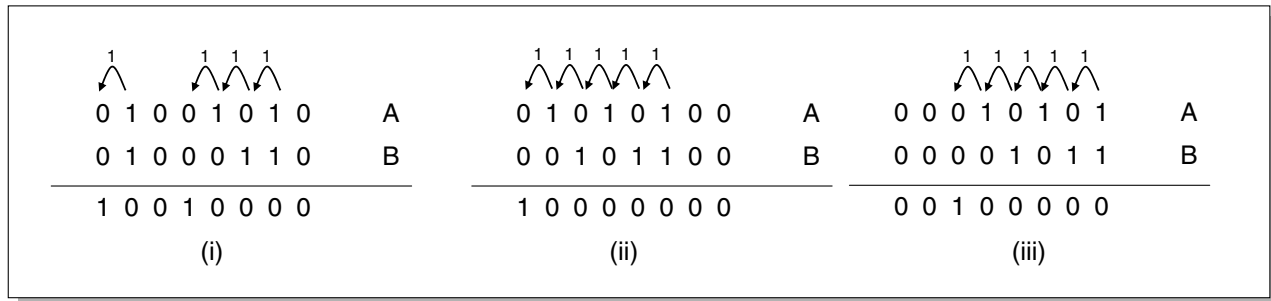 1 1 1 1
0 1 0 0 1 0 1 0 A
0 1 0 0 0 1 1 0 B
1 0 0 1 0 0 0 0
(i)
1 1 1 1 1
0 1 0 1 0 1 0 0 A
0 0 1 0 1 1 0 0 B
1 0 0 0 0 0 0 0
(ii)
1 1 1 1 1
0 0 0 1 0 1 0 1 A
0 0 0 0 1 0 1 1 B
0 0 1 0 0 0 0 0
(iii)